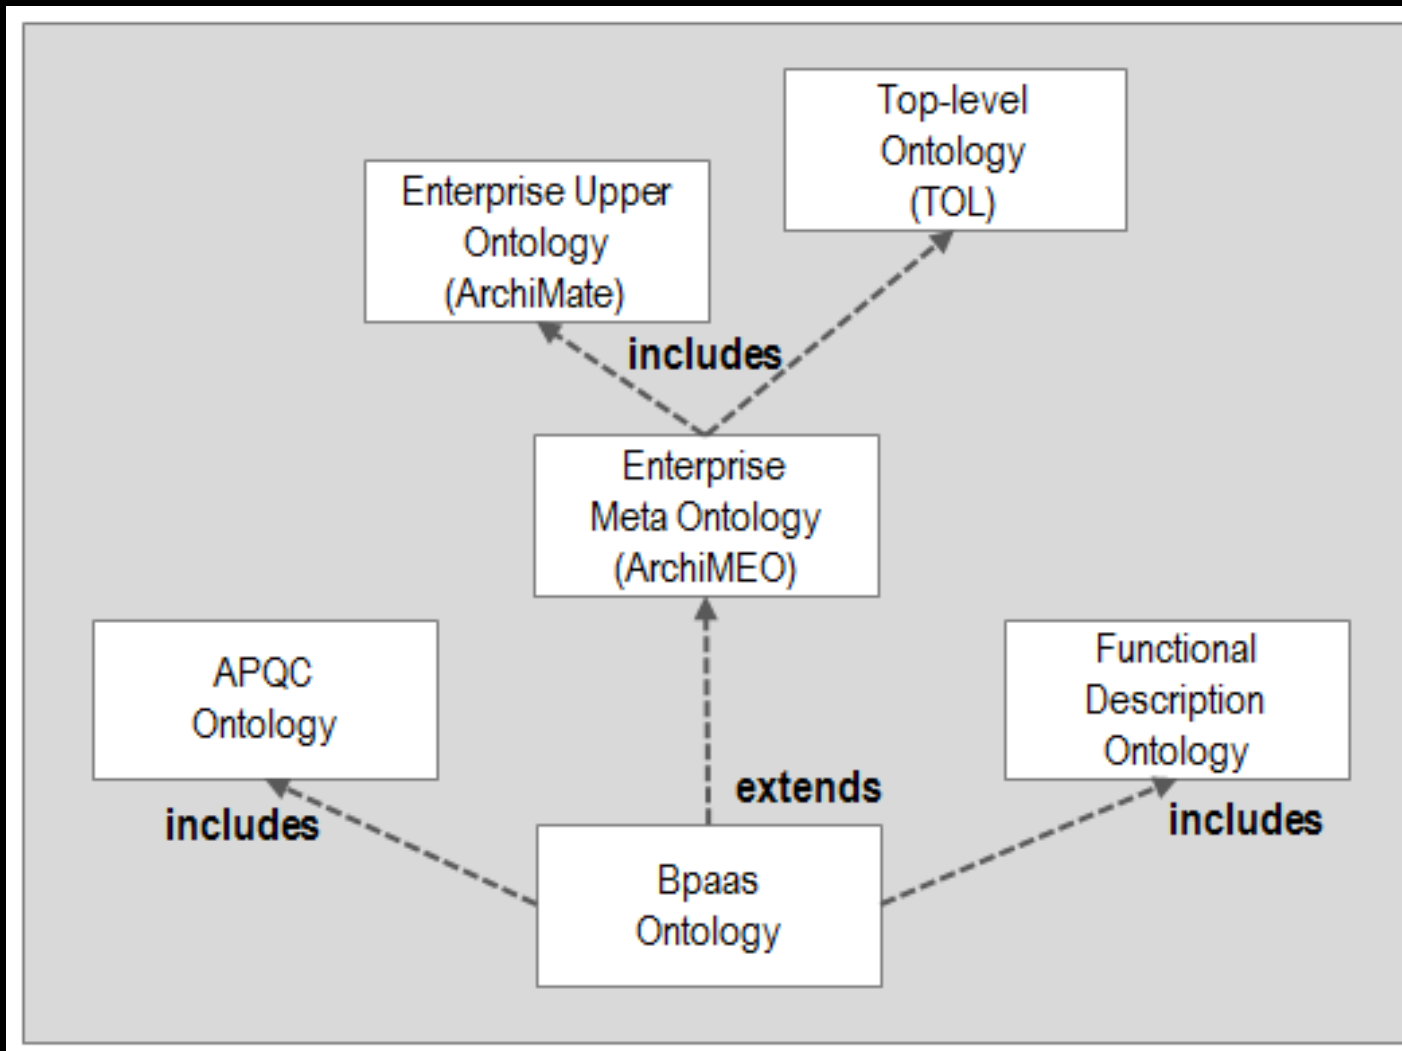 Top-level
Ontology
(TOL)
Enterprise Upper
Ontology
(ArchiMate)
includes
Enterprise
Meta Ontology
(ArchiMEO)
APQC
Ontology
Functional
Description
Ontology
extends
includes
includes
Bpaas
Ontology